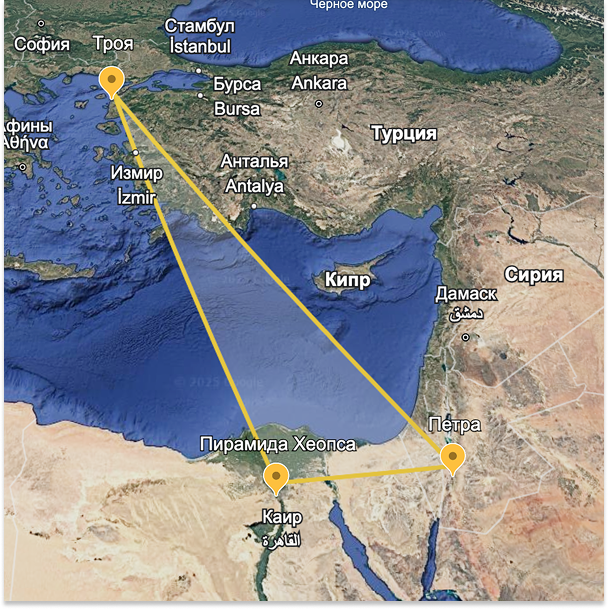 Черное море
Стамбул
İstanbul
София
Троя
Анкара
Ankara
Бурса
Bursa
Афины
Αθήνα
Турция
Измир
İzmir
Анталья
Antalya
Кипр
Сирия
Дамаск
دمشق
Петра
Пирамида Хеопса
Каир
القاهرة